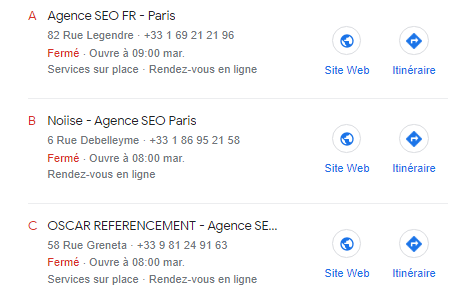 A Agence SEO FR - Paris
82 Rue Legendre · +33 1 69 21 21 96
Fermé · Ouvre à 09:00 mar.
Services sur place · Rendez-vous en ligne
Site Web
Itinéraire
B Noiise - Agence SEO Paris
6 Rue Debelleyme · +33 1 86 95 21 58
Fermé · Ouvre à 08:00 mar.
Rendez-vous en ligne
Site Web
Itinéraire
C OSCAR REFERENCEMENT - Agence SE...
58 Rue Greneta · +33 9 81 24 91 63
Fermé · Ouvre à 08:00 mar.
Services sur place · Rendez-vous en ligne
Site Web
Itinéraire